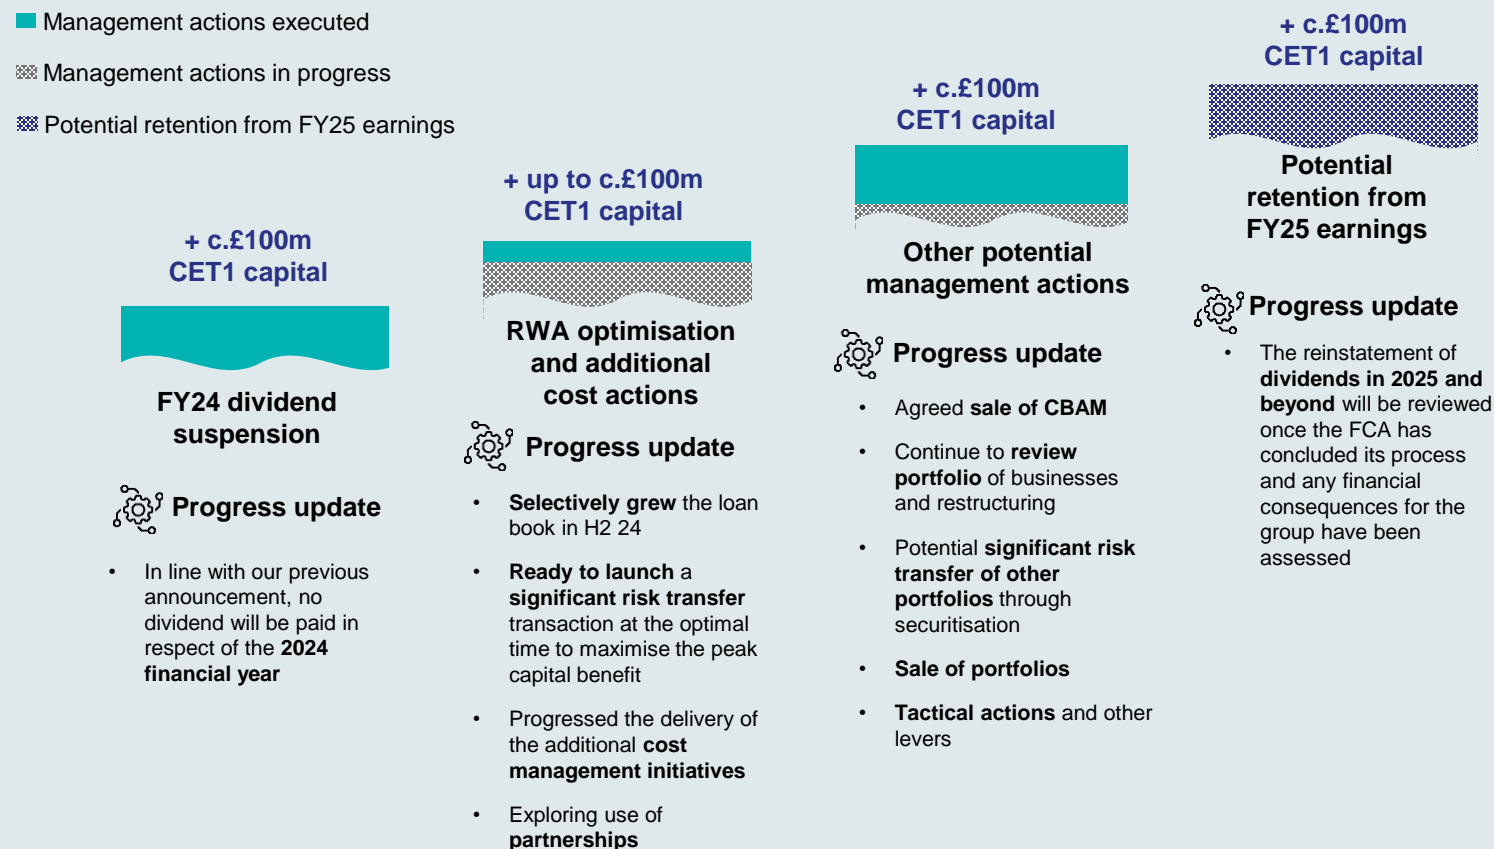 Management actions executed
Management actions in progress
Potential retention from FY25 earnings
+ c.£100m
CET1 capital
FY24 dividend
suspension
Progress update
• In line with our previous
announcement, no
dividend will be paid in
respect of the 2024
financial year
+ up to c.£100m
CET1 capital
RWA optimisation
and additional
cost actions
Progress update
• Selectively grew the loan
book in H2 24
• Ready to launch a
significant risk transfer
transaction at the optimal
time to maximise the peak
capital benefit
• Progressed the delivery of
the additional cost
management initiatives
• Exploring use of
partnerships
+ c.£100m
CET1 capital
Other potential
management actions
Progress update
• Agreed sale of CBAM
• Continue to review
portfolio of businesses
and restructuring
• Potential significant risk
transfer of other
portfolios through
securitisation
• Sale of portfolios
• Tactical actions and other
levers
+ c.£100m
CET1 capital
Potential
retention from
FY25 earnings
Progress update
• The reinstatement of
dividends in 2025 and
beyond will be reviewed
once the FCA has
concluded its process
and any financial
consequences for the
group have been
assessed